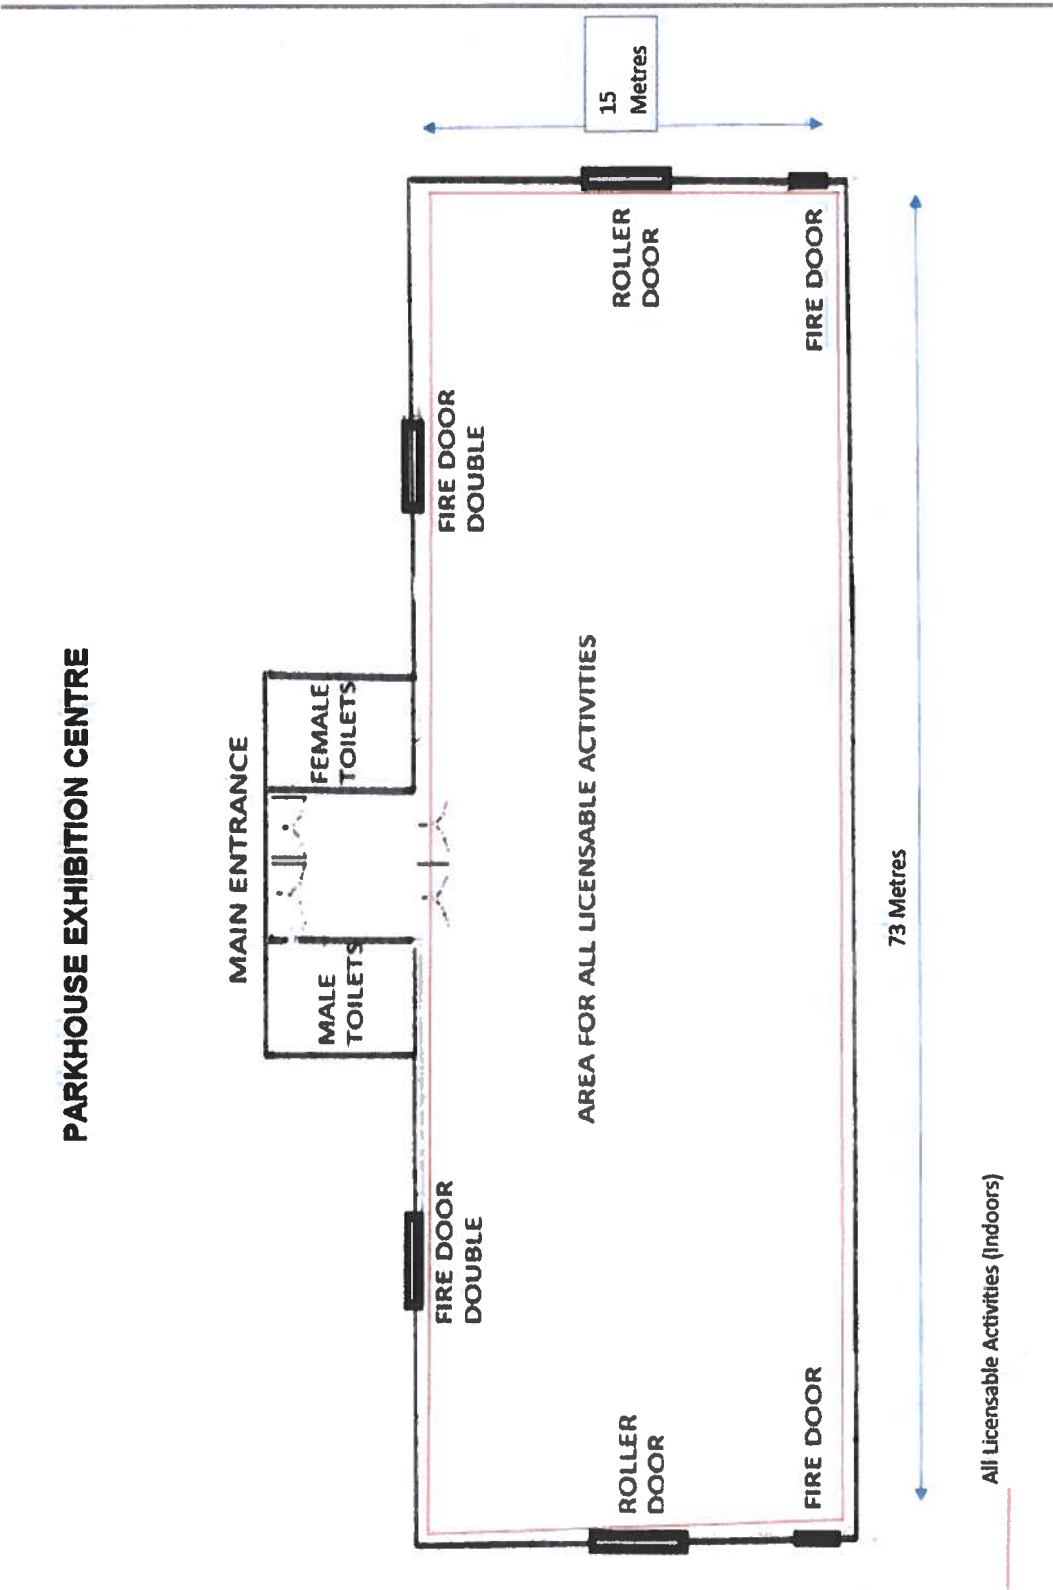 PARKHOUSE EXHIBITION CENTRE
MAIN ENTRANCE
MALE
TOILETS
FEMALE
TOILETS
FIRE DOOR
DOUBLE
FIRE DOOR
DOUBLE
15
Metres
ROLLER
DOOR
AREA FOR ALL LICENSABLE ACTIVITIES
ROLLER
DOOR
FIRE DOOR
FIRE DOOR
73 Metres
All Licensable Activities (Indoors)